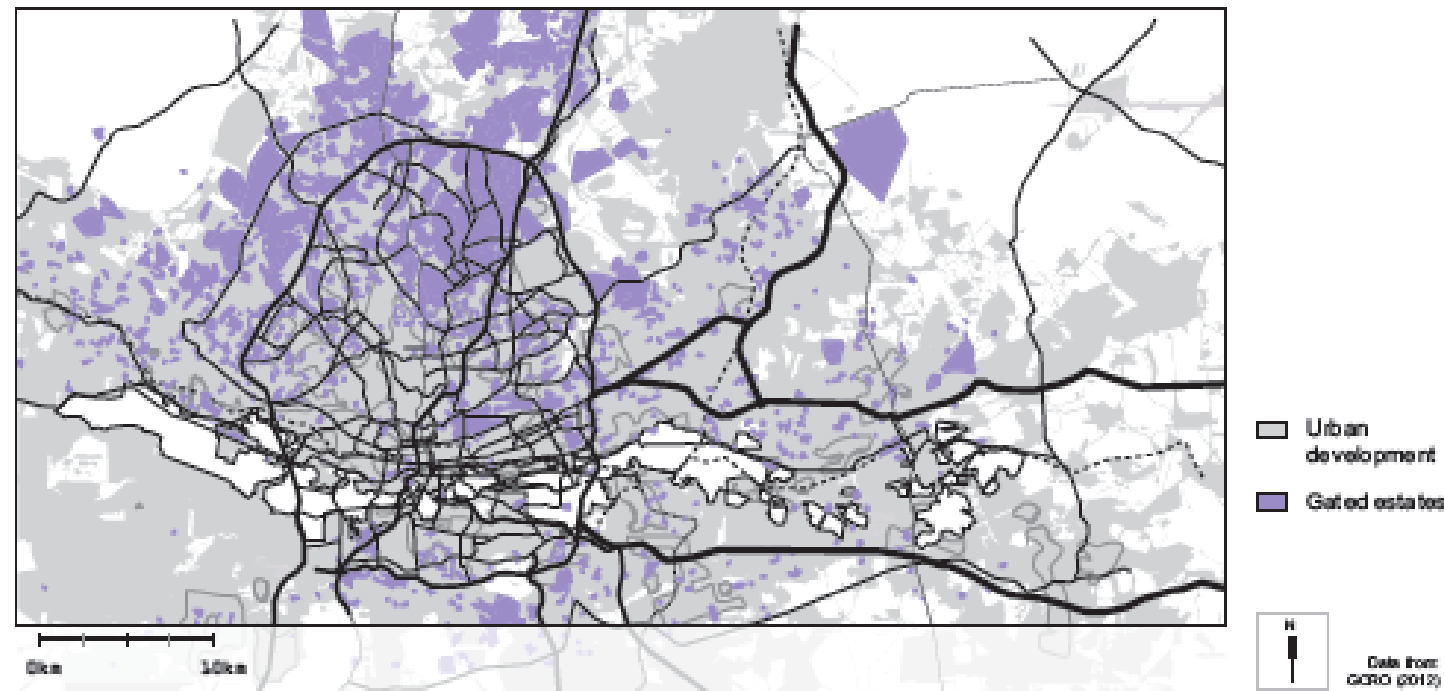 Urban
development
Gated estates
0km
10km
N
Data from
GCRO (2012)